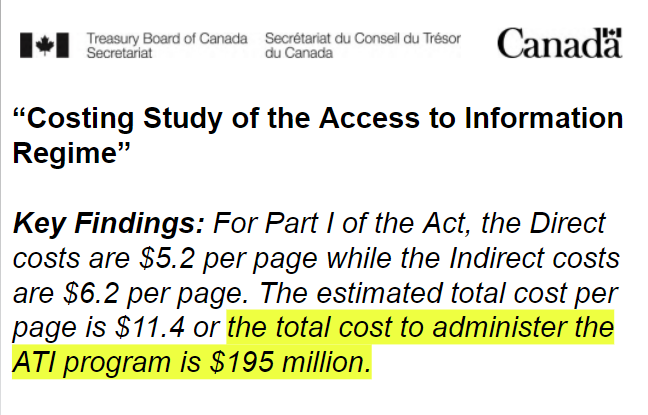 Treasury Board of Canada
Secretariat
Secrétariat du Conseil du Trésor
du Canada
Canada
“Costing Study of the Access to Information
Regime”
Key Findings: For Part I of the Act, the Direct
costs are $5.2 per page while the Indirect costs
are $6.2 per page. The estimated total cost per
page is $11.4 or the total cost to administer the
ATI program is $195 million.